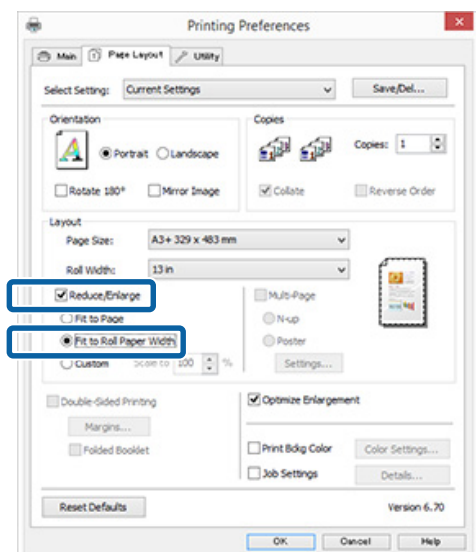 Printing Preferences
Main Page Layout Utility
Select Setting: Current Settings Save/Del...
Orientation Copies
Portrait Landscape Copies: 1
Rotate 180° Mirror Image Collate Reverse Order
Layout
Page Size: A3+ 329 x 483 mm
Roll Width: 13 in
Reduce/Enlarge Multi-Page
Fit to Page N-up
Fit to Roll Paper Width Poster
Custom Scale to 100 % Settings...
Double-Sided Printing Optimize Enlargement
Margins...
Folded Booklet Print Bckg Color Color Settings...
Job Settings Details...
Reset Defaults Version 6.70
OK Cancel Help